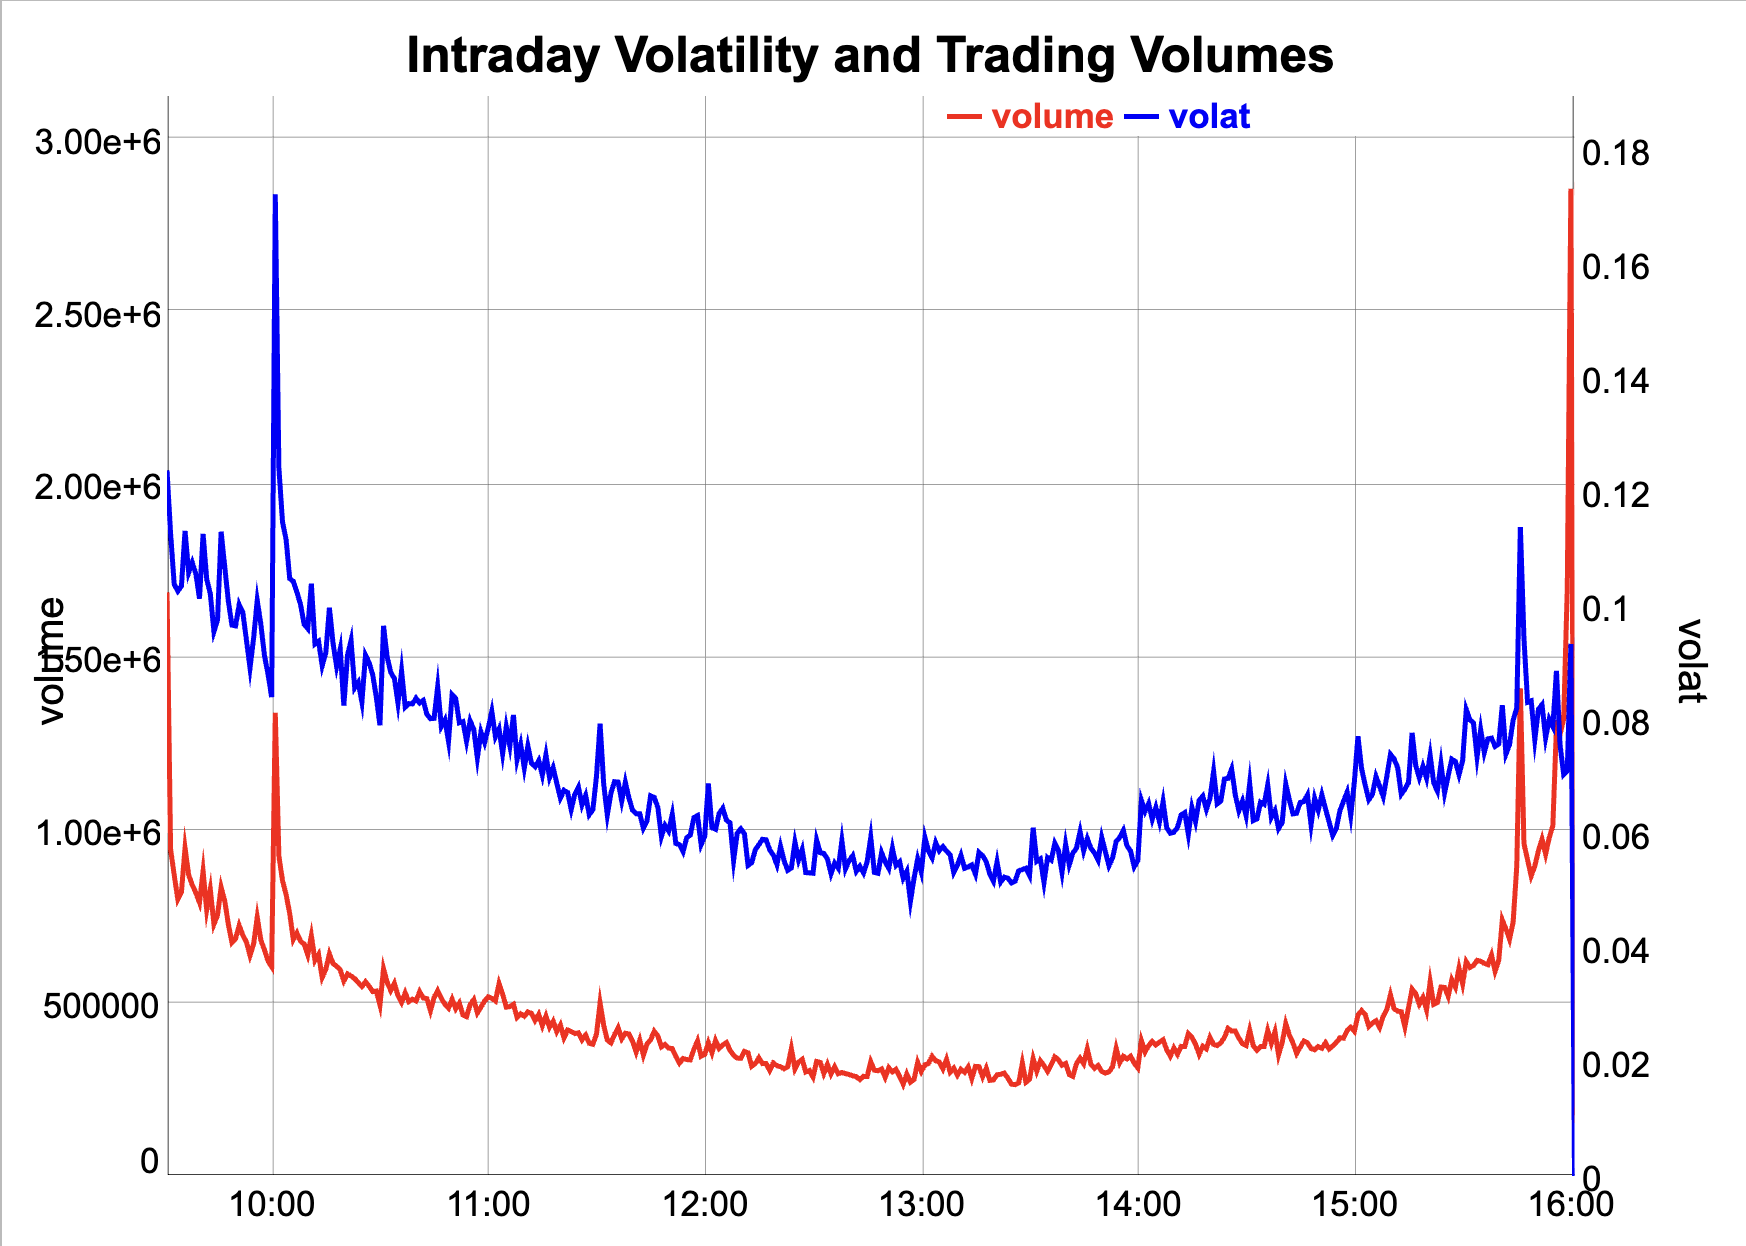 Intraday Volatility and Trading Volumes
volume volat
3.00e+6
2.50e+6
2.00e+6
50e+6
1.00e+6
500000
0
volume
0.18
0.16
0.14
0.12
0.1
0.08
0.06
0.04
0.02
0
volat
10:00 11:00 12:00 13:00 14:00 15:00 16:00